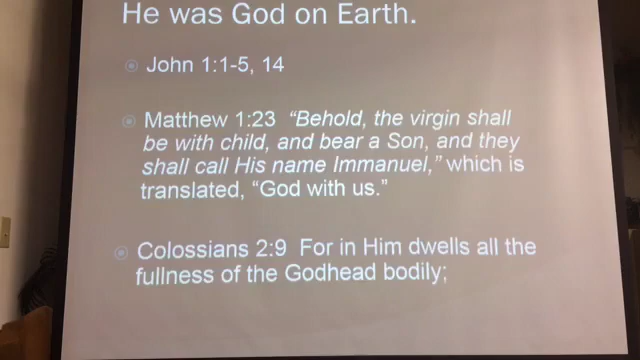 He was God on Earth.
John 1:1-5, 14
Matthew 1:23 “Behold, the virgin shall
be with child, and bear a Son, and they
shall call His name Immanuel,” which is
translated, “God with us.”
Colossians 2:9 For in Him dwells all the
fullness of the Godhead bodily;